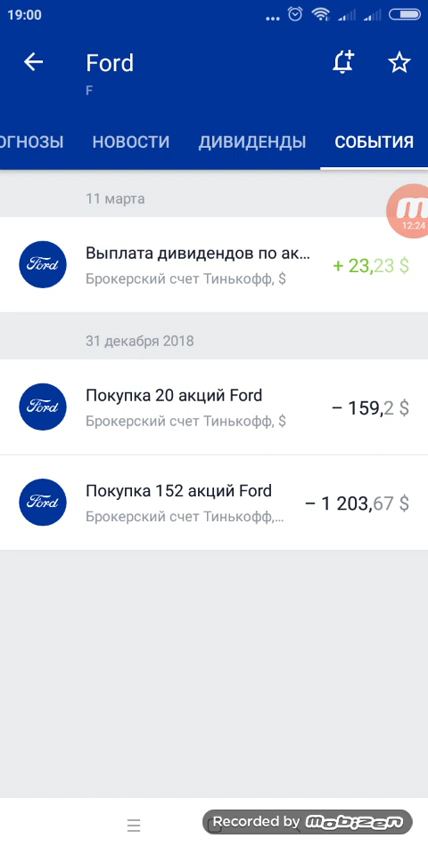 19:00
Ford
F
ОГНОЗЫ НОВОСТИ ДИВИДЕНДЫ СОБЫТИЯ
11 марта
12:24
Ford
Выплата дивидендов по ак...
+ 23,23 $
Брокерский счет Тинькофф, $
31 декабря 2018
Ford
Покупка 20 акций Ford
– 159,2 $
Брокерский счет Тинькофф, $
Ford
Покупка 152 акций Ford
– 1 203,67 $
Брокерский счет Тинькофф,...
Recorded by mobizen